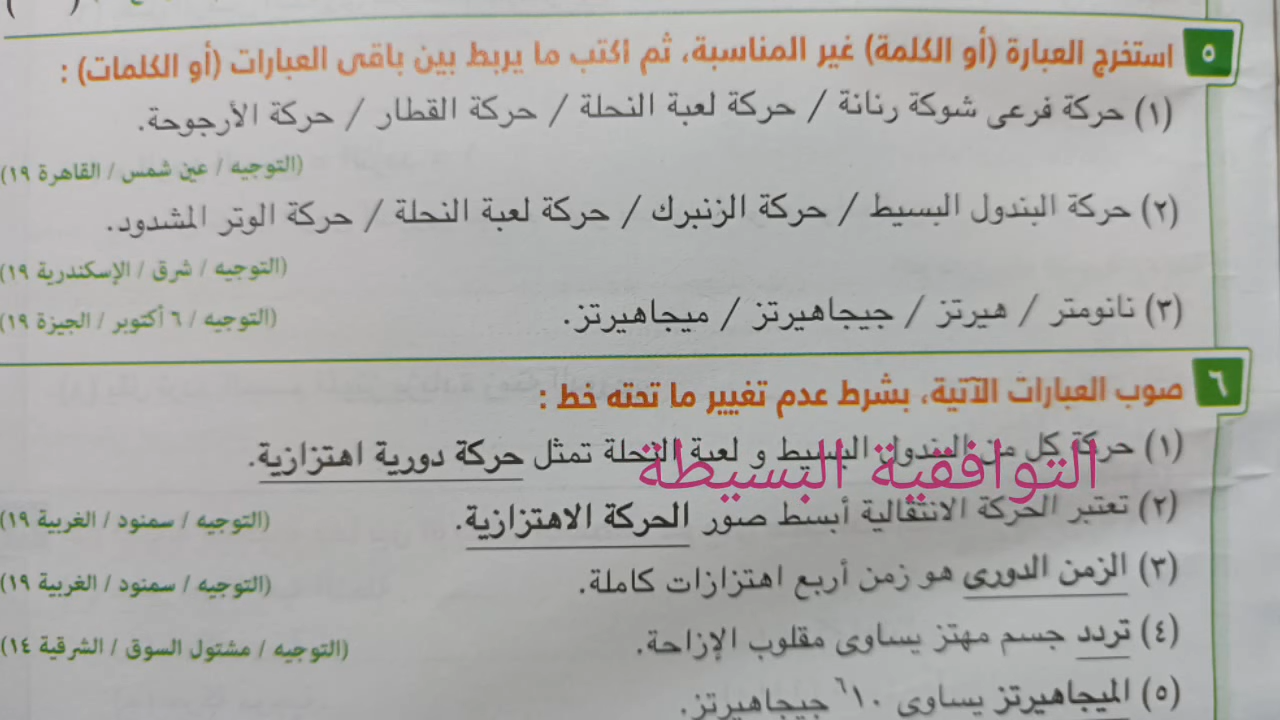 ٥ استخرج العبارة (أو الكلمة) غير المناسبة، ثم اكتب ما يربط بين باقى العبارات (أو الكلمات) :
(١) حركة فرعى شوكة رنانة / حركة لعبة النحلة / حركة القطار / حركة الأرجوحة.
(التوجيه / عين شمس / القاهرة ١٩)
(٢) حركة البندول البسيط / حركة الزنبرك / حركة لعبة النحلة / حركة الوتر المشدود.
(التوجيه / شرق / الإسكندرية ١٩)
(٣) نانومتر / هيرتز / جيجاهيرتز / ميجاهيرتز. (التوجيه / ٦ أكتوبر / الجيزة ١٩)
٦ صوب العبارات الآتية، بشرط عدم تغيير ما تحته خط :
(١) حركة كل من البندول البسيط و لعبة النحلة تمثل حركة دورية اهتزازية.
التوافقية البسيطة
(٢) تعتبر الحركة الانتقالية أبسط صور الحركة الاهتزازية. (التوجيه / سمنود / الغربية ١٩)
(٣) الزمن الدورى هو زمن أربع اهتزازات كاملة. (التوجيه / سمنود / الغربية ١٩)
(٤) تردد جسم مهتز يساوى مقلوب الإزاحة. (التوجيه / مشتول السوق / الشرقية ١٤)
(٥) الميجاهيرتز يساوى ١٠⁦⁶ جيجاهيرتز.